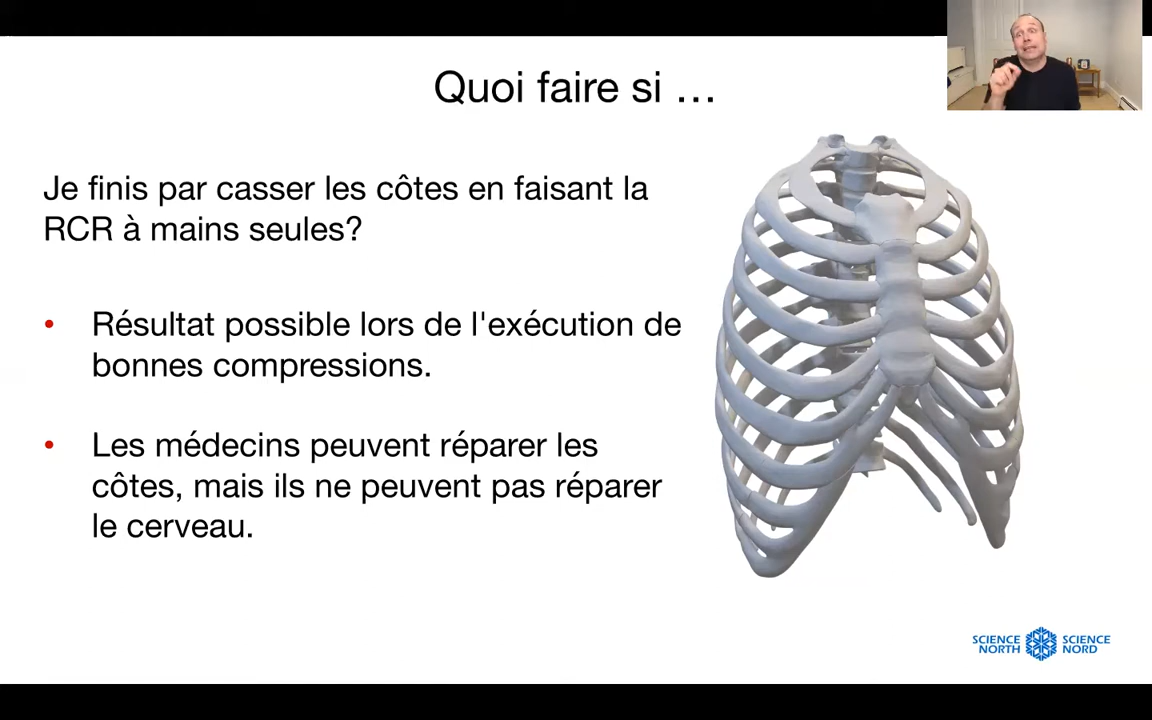 Quoi faire si …
Je finis par casser les côtes en faisant la
RCR à mains seules?
• Résultat possible lors de l'exécution de
bonnes compressions.
• Les médecins peuvent réparer les
côtes, mais ils ne peuvent pas réparer
le cerveau.
SCIENCE NORTH
SCIENCE NORD